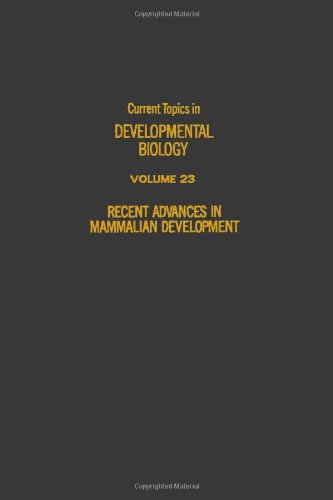 Current Topics in
DEVELOPMENTAL
BIOLOGY
VOLUME 23
RECENT ADVANCES IN
MAMMALIAN DEVELOPMENT